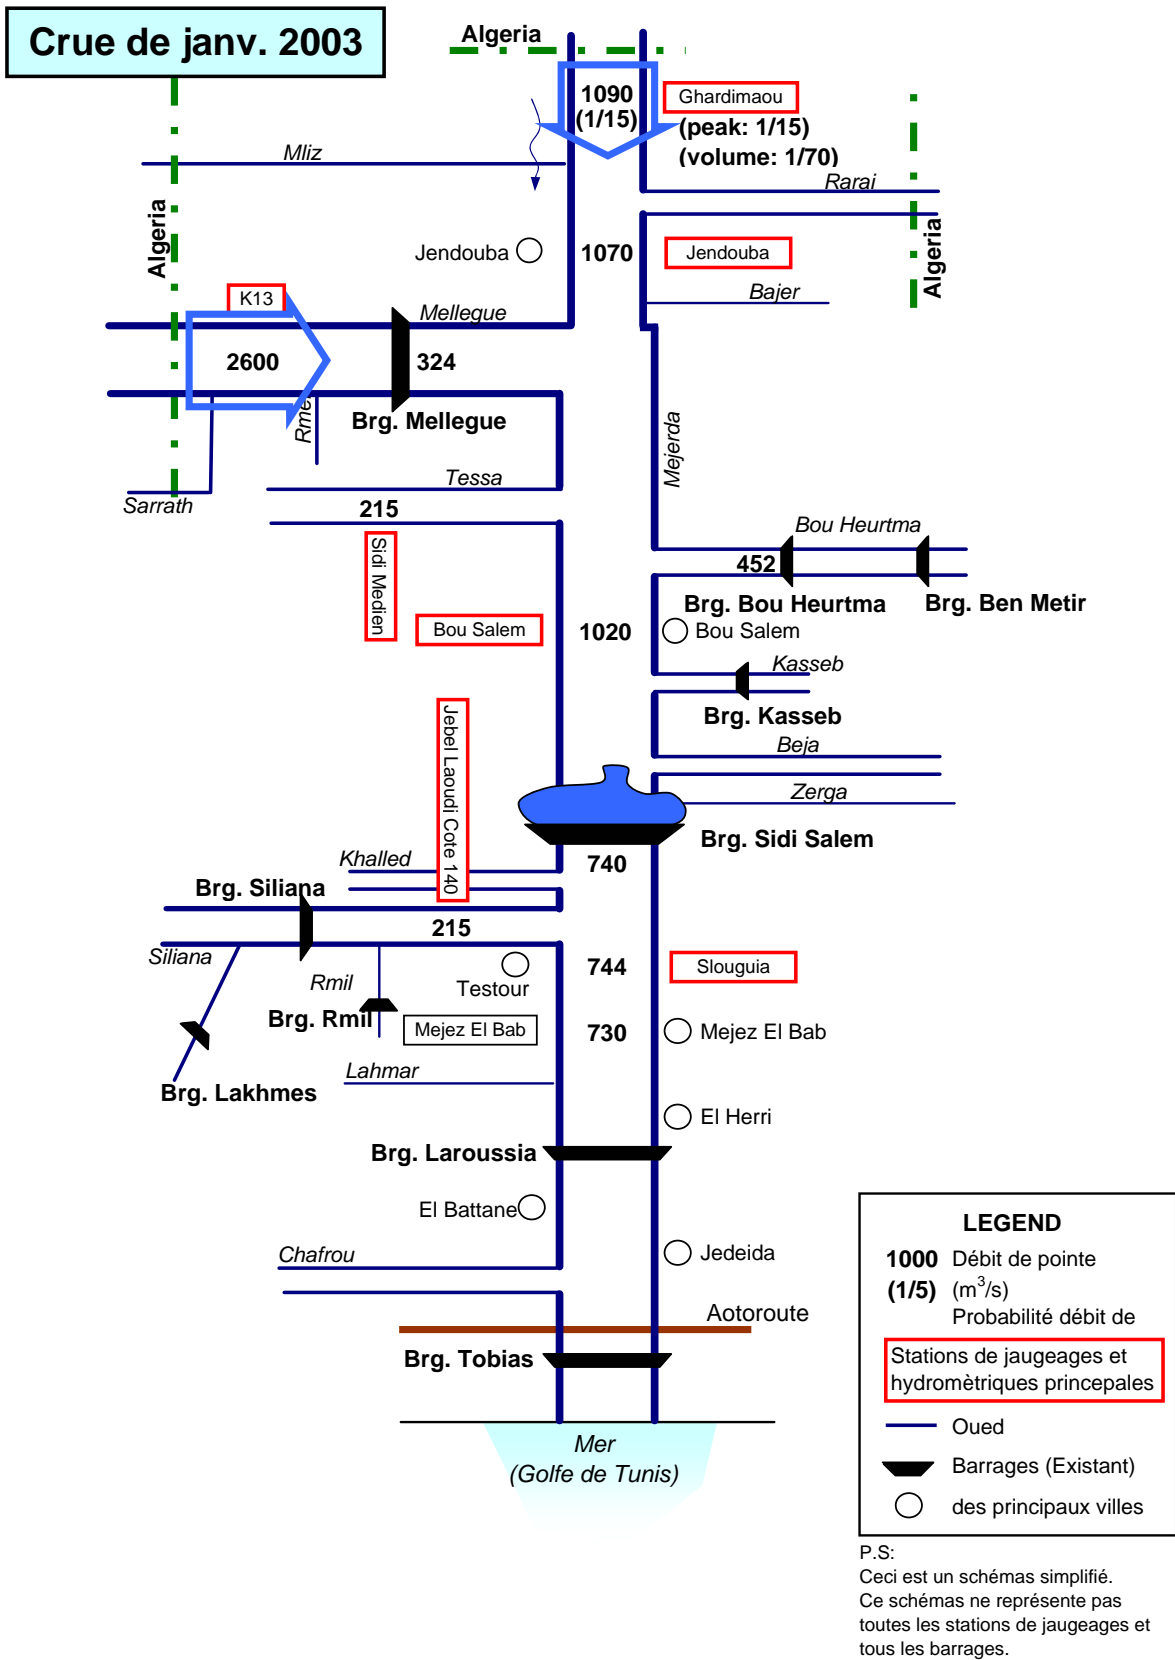 Crue de janv. 2003
Algeria
1090
(1/15)
Ghardimaou
(peak: 1/15)
(volume: 1/70)
Mliz
Rarai
Algeria
Algeria
Jendouba
1070
Jendouba
Bajer
K13
Mellegue
2600
324
Brg. Mellegue
Mejerda
Sarrath
Tessa
215
Sidi Medien
Bou Heurtma
452
Brg. Bou Heurtma
Brg. Ben Metir
Bou Salem
1020
Bou Salem
Kasseb
Brg. Kasseb
Jebel Laoudi Cote 140
Beja
Zerga
Brg. Sidi Salem
740
Khalled
Brg. Siliana
215
Siliana
Rmil
Testour
744
Slouguia
Brg. Rmil
Mejez El Bab
730
Mejez El Bab
Lahmar
Brg. Lakhmes
El Herri
Brg. Laroussia
El Battane
Jedeida
Chafrou
Aotoroute
Brg. Tobias
Mer
(Golfe de Tunis)
LEGEND
1000 Débit de pointe
(1/5) (m³/s)
Probabilité débit de
Stations de jaugeages et
hydromètriques princepales
Oued
Barrages (Existant)
des principaux villes
P.S:
Ceci est un schémas simplifié.
Ce schémas ne représente pas
toutes les stations de jaugeages et
tous les barrages.